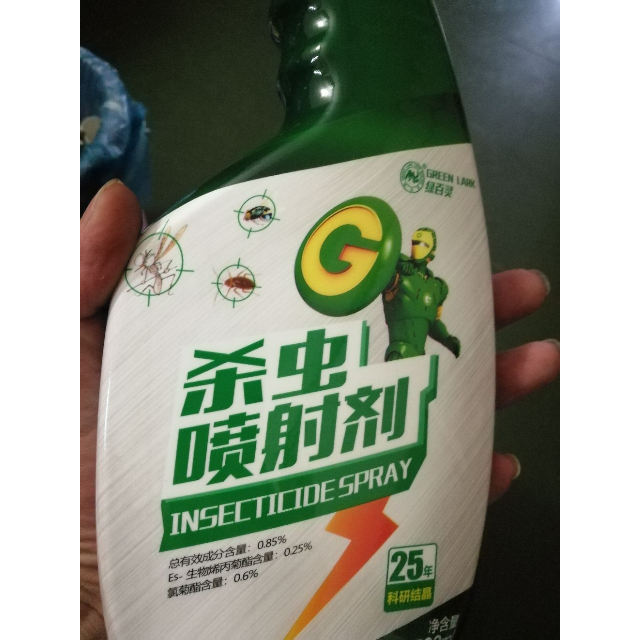 GREEN LARK
绿百灵
G
杀虫
喷射剂
INSECTICIDE SPRAY
总有效成分含量：0.85%
Es- 生物烯丙菊酯含量：0.25%
氯菊酯含量：0.6%
25年
科研结晶
净含量